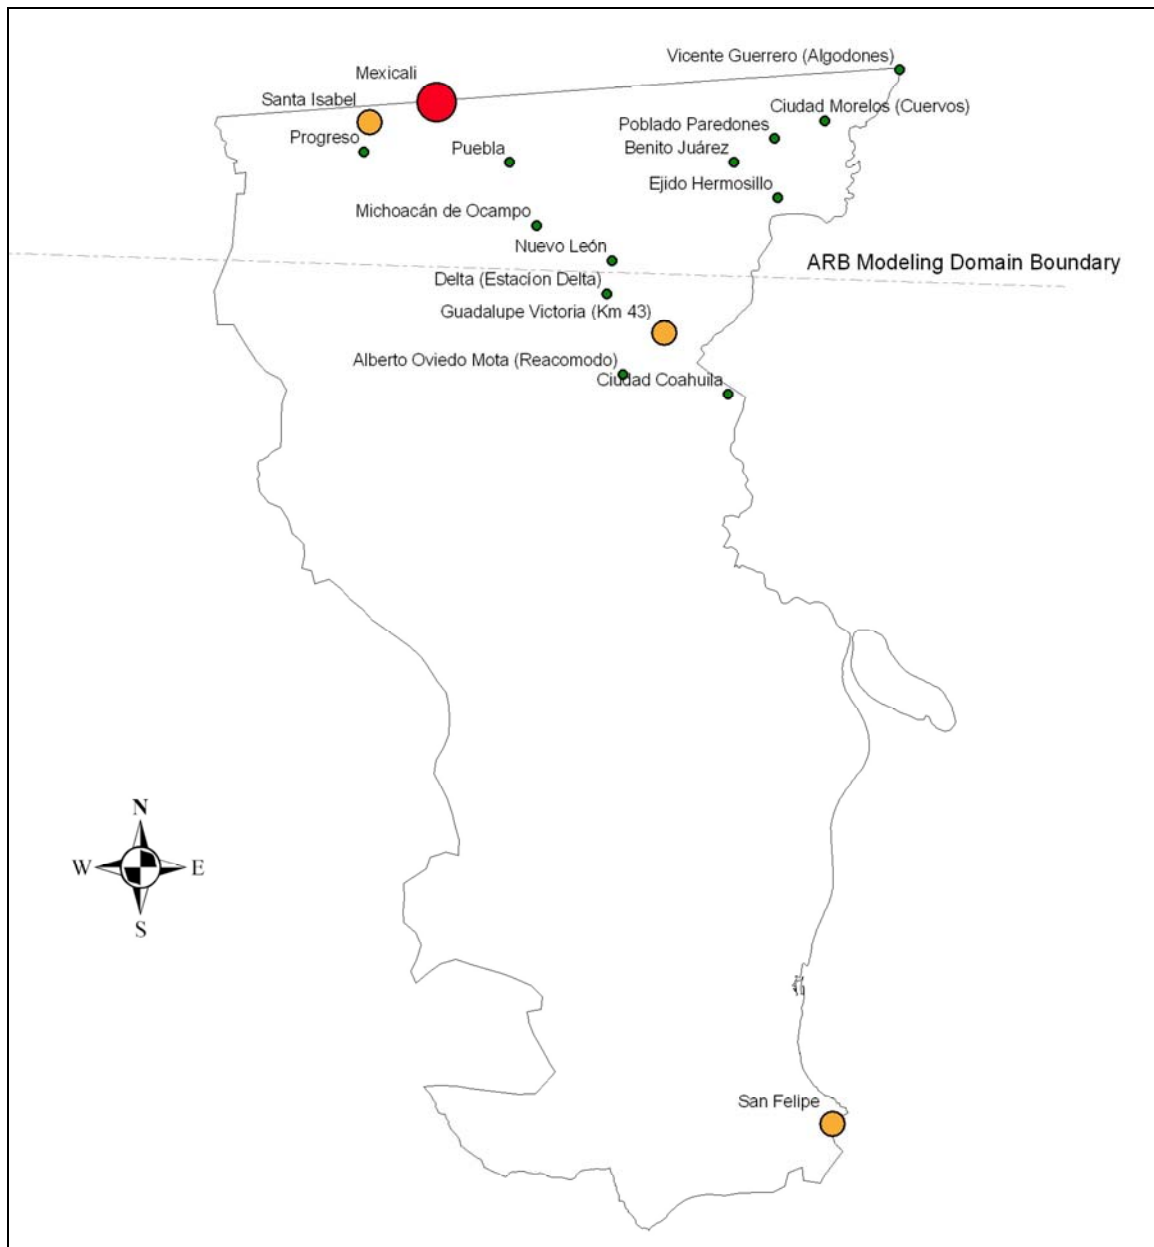 Vicente Guerrero (Algodones)
Mexicali
Santa Isabel
Ciudad Morelos (Cuervos)
Poblado Paredones
Progreso
Puebla
Benito Juárez
Ejido Hermosillo
Michoacán de Ocampo
Nuevo León
ARB Modeling Domain Boundary
Delta (Estacíon Delta)
Guadalupe Victoria (Km 43)
Alberto Oviedo Mota (Reacomodo)
Ciudad Coahuila
N
W
E
S
San Felipe